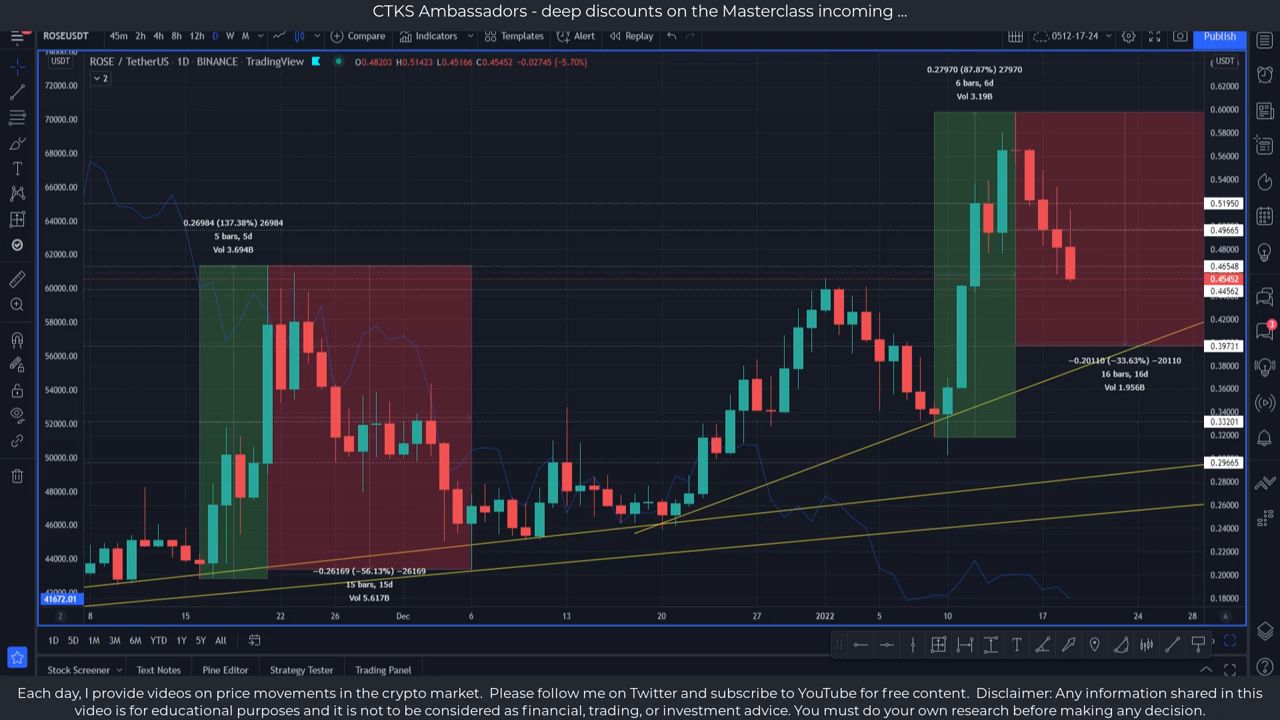 CTKS Ambassadors - deep discounts on the Masterclass incoming ...
ROSEUSDT 45m 2h 4h 8h 12h D W M Compare Indicators Templates Alert Replay 0512-17-24 Publish
USDT ROSE / TetherUS · 1D · BINANCE · TradingView O0.48203 H0.51423 L0.45166 C0.45452 -0.02745 (-5.70%) USDT
2
0.27970 (87.87%) 27970
6 bars, 6d
Vol 3.19B
0.26984 (137.38%) 26984
5 bars, 5d
Vol 3.694B
−0.20110 (−33.63%) −20110
16 bars, 16d
Vol 1.956B
−0.26169 (−56.13%) −26169
15 bars, 15d
Vol 5.617B
72000.00
70000.00
68000.00
66000.00
64000.00
62000.00
60000.00
58000.00
56000.00
54000.00
52000.00
50000.00
48000.00
46000.00
44000.00
41672.01
0.62000
0.60000
0.58000
0.56000
0.54000
0.51950
0.49665
0.48000
0.46548
0.45452
0.44562
0.42000
0.39731
0.38000
0.36000
0.34000
0.33201
0.32000
0.29665
0.28000
0.26000
0.24000
0.22000
0.20000
0.18000
3
Z 8 15 22 26 Dec 6 13 20 27 2022 5 10 17 24 28 A
1D 5D 1M 3M 6M YTD 1Y 5Y All
Stock Screener Text Notes Pine Editor Strategy Tester Trading Panel
Each day, I provide videos on price movements in the crypto market. Please follow me on Twitter and subscribe to YouTube for free content. Disclaimer: Any information shared in this
video is for educational purposes and it is not to be considered as financial, trading, or investment advice. You must do your own research before making any decision.